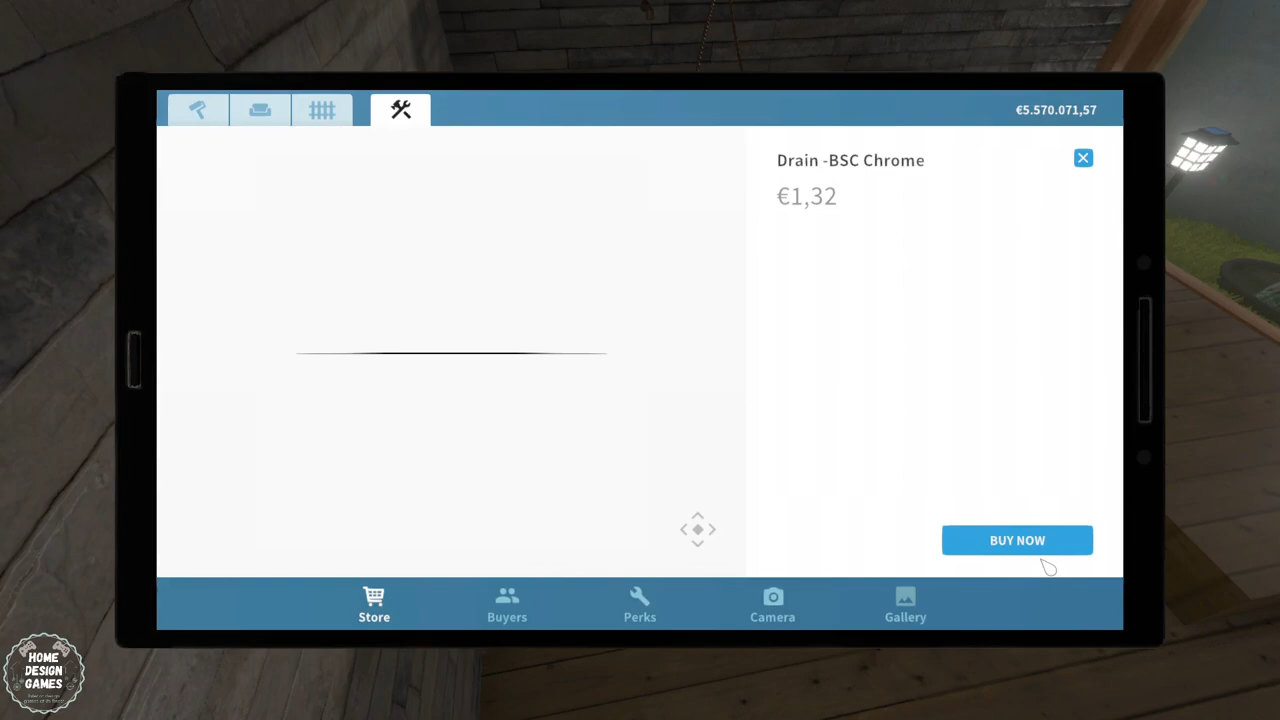 €5.570.071,57
Drain -BSC Chrome
€1,32
BUY NOW
Store
Buyers
Perks
Camera
Gallery
HOME
DESIGN
GAMES